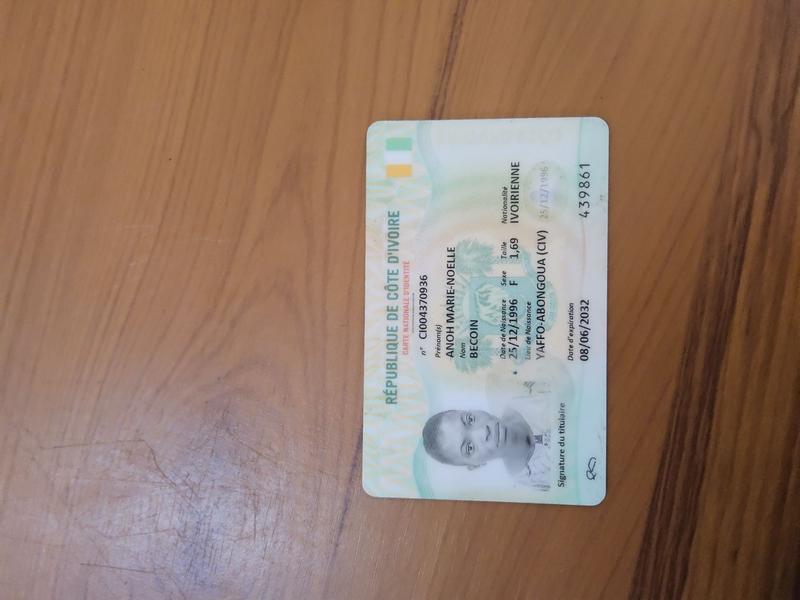 RÉPUBLIQUE DE CÔTE D'IVOIRE
CARTE NATIONALE D'IDENTITÉ
n° CI004370936
Prénom(s)
ANOH MARIE-NOELLE
Nom
BECOIN
Date de Naissance Sexe Taille Nationalité
25/12/1996 F 1,69 IVOIRIENNE
Lieu de Naissance
YAFFO-ABONGOUA (CIV)
25/12/1996
Signature du titulaire
Date d'expiration
08/06/2032
439861